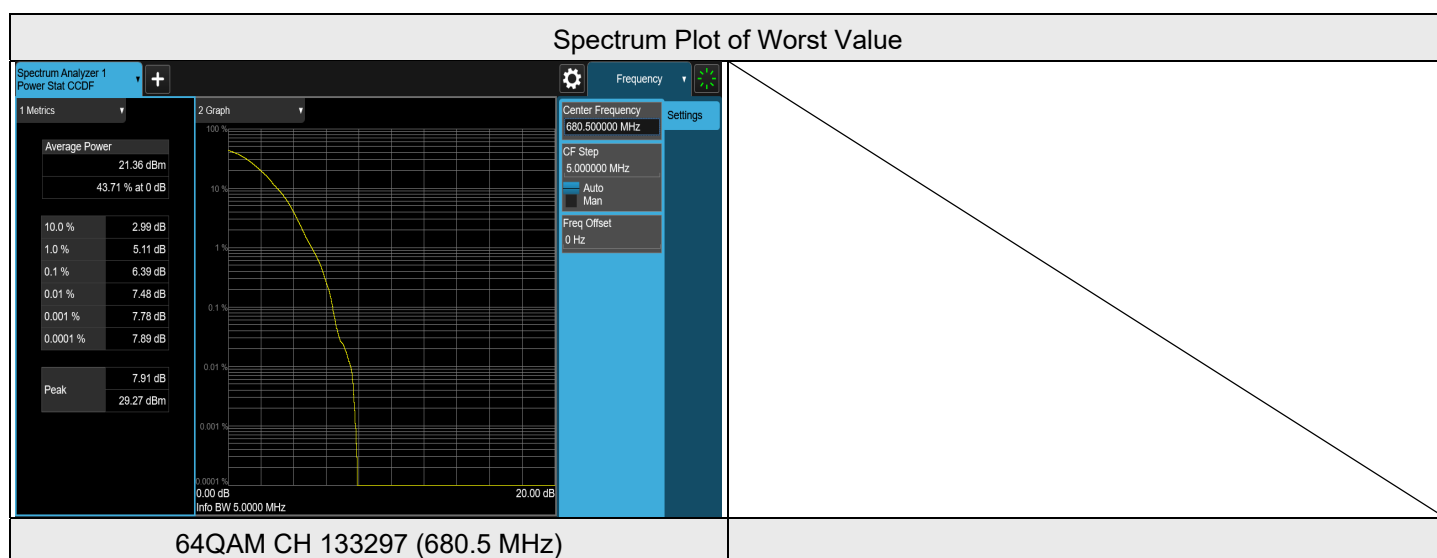 Spectrum Plot of Worst Value
Spectrum Analyzer 1
Power Stat CCDF
+
Frequency
1 Metrics
2 Graph
Average Power
21.36 dBm
43.71 % at 0 dB
10.0 % 2.99 dB
1.0 % 5.11 dB
0.1 % 6.39 dB
0.01 % 7.48 dB
0.001 % 7.78 dB
0.0001 % 7.89 dB
Peak
7.91 dB
29.27 dBm
100 %
10 %
1 %
0.1 %
0.01 %
0.001 %
0.0001 %
0.00 dB 20.00 dB
Info BW 5.0000 MHz
Center Frequency
680.500000 MHz
Settings
CF Step
5.000000 MHz
Auto
Man
Freq Offset
0 Hz
64QAM CH 133297 (680.5 MHz)